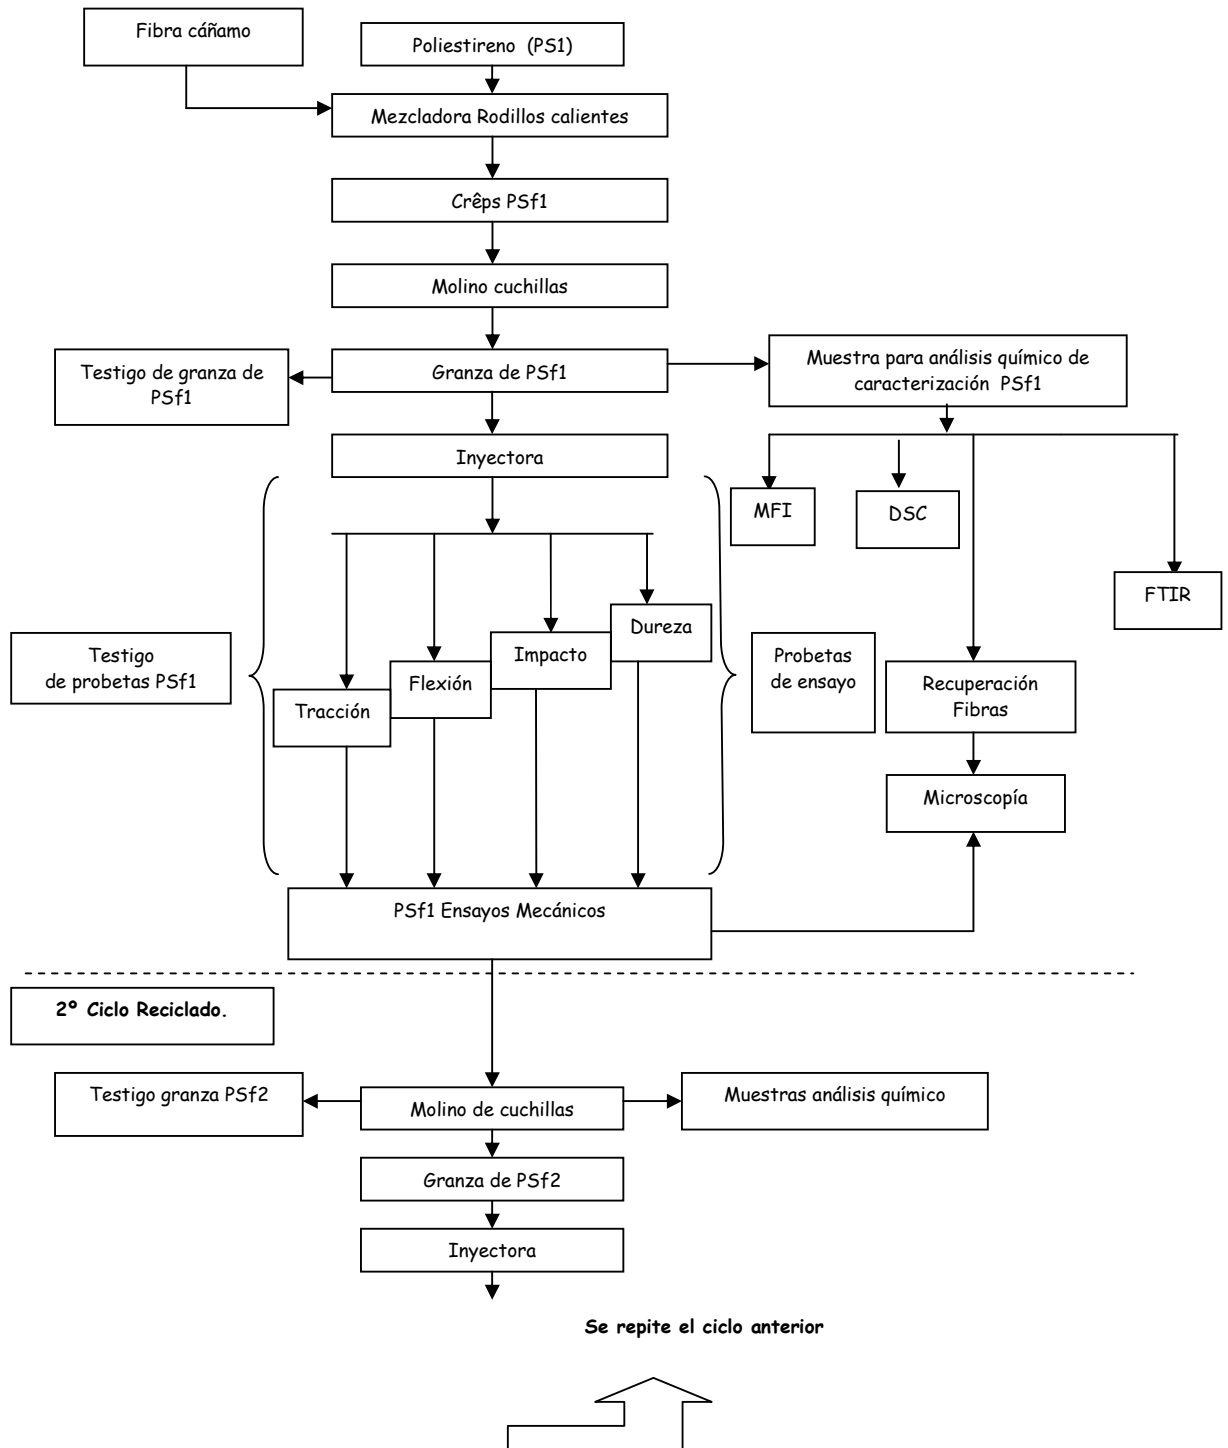 Fibra cáñamo
Poliestireno (PS1)
Mezcladora Rodillos calientes
Crêps PSf1
Molino cuchillas
Testigo de granza de
PSf1
Granza de PSf1
Muestra para análisis químico de
caracterización PSf1
Inyectora
MFI
DSC
FTIR
Testigo
de probetas PSf1
Tracción
Flexión
Impacto
Dureza
Probetas
de ensayo
Recuperación
Fibras
Microscopía
PSf1 Ensayos Mecánicos
2º Ciclo Reciclado.
Testigo granza PSf2
Molino de cuchillas
Muestras análisis químico
Granza de PSf2
Inyectora
Se repite el ciclo anterior